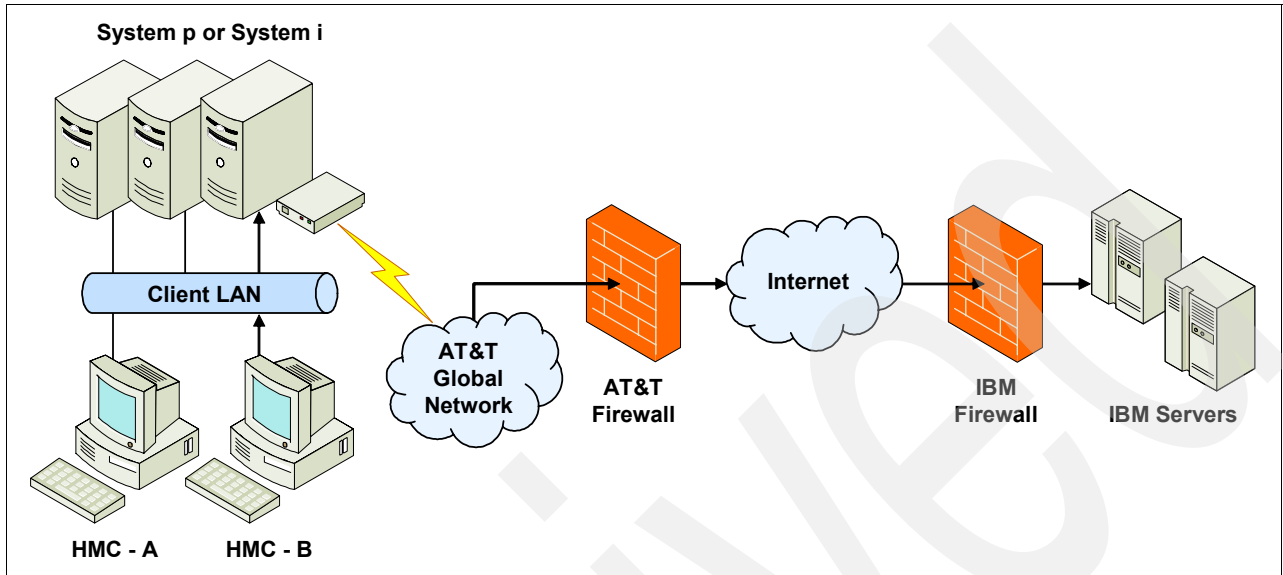 System p or System i
Client LAN
HMC - A
HMC - B
AT&T
Global
Network
AT&T
Firewall
Internet
IBM
Firewall
IBM Servers